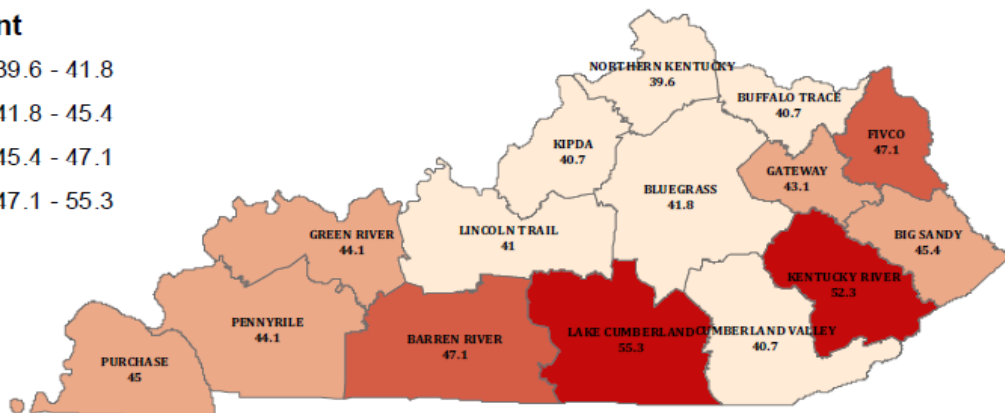 nt
39.6 - 41.8
41.8 - 45.4
45.4 - 47.1
47.1 - 55.3
NORTHERN KENTUCKY
39.6
BUFFALO TRACE
40.7
FIVCO
47.1
KIPDA
40.7
GATEWAY
43.1
BLUEGRASS
41.8
LINCOLN TRAIL
41
GREEN RIVER
44.1
BIG SANDY
45.4
KENTUCKY RIVER
52.3
PENNYRILE
44.1
BARREN RIVER
47.1
LAKE CUMBERLAND
55.3
CUMBERLAND VALLEY
40.7
PURCHASE
45